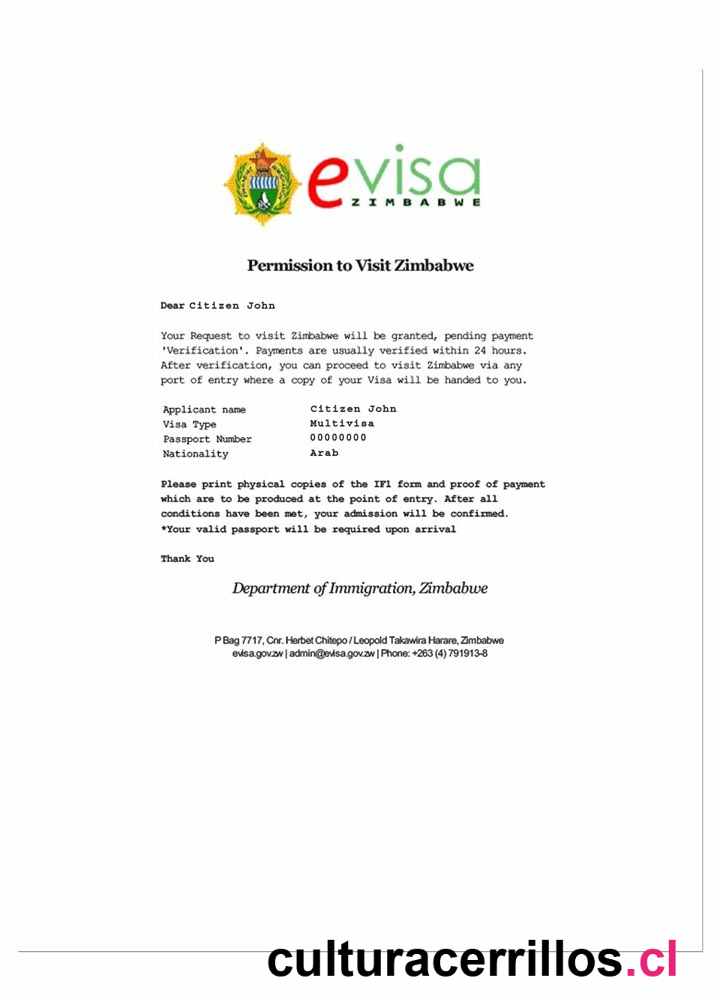 evisa
ZIMBABWE
Permission to Visit Zimbabwe
Dear Citizen John
Your Request to visit Zimbabwe will be granted, pending payment
'Verification'. Payments are usually verified within 24 hours.
After verification, you can proceed to visit Zimbabwe via any
port of entry where a copy of your Visa will be handed to you.
Applicant name Citizen John
Visa Type Multivisa
Passport Number 00000000
Nationality Arab
Please print physical copies of the IF1 form and proof of payment
which are to be produced at the point of entry. After all
conditions have been met, your admission will be confirmed.
*Your valid passport will be required upon arrival
Thank You
Department of Immigration, Zimbabwe
P Bag 7717, Cnr. Herbet Chitepo / Leopold Takawira Harare, Zimbabwe
evisa.gov.zw | admin@evisa.gov.zw | Phone: +263 (4) 791913-8
culturacerrillos.cl